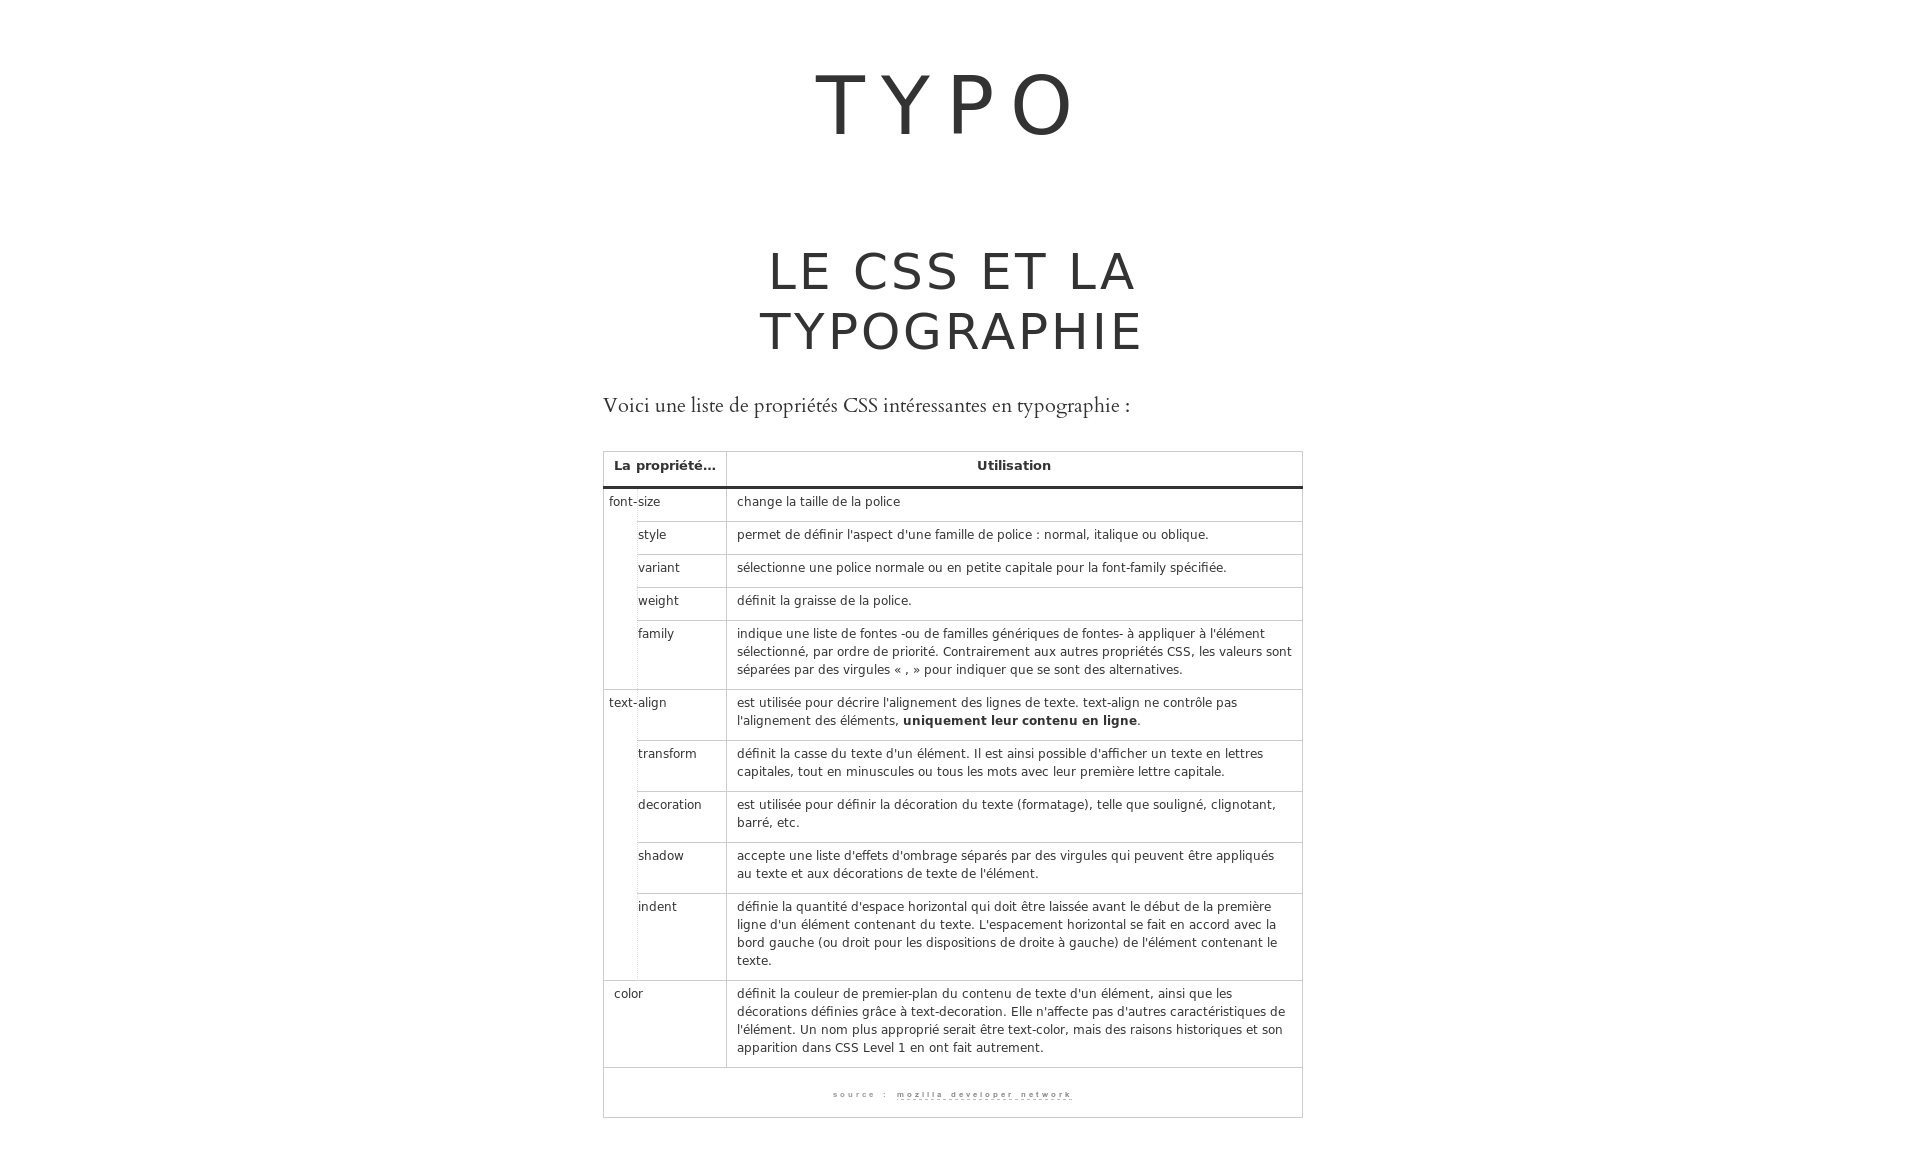 TYPO
LE CSS ET LA
TYPOGRAPHIE
Voici une liste de propriétés CSS intéressantes en typographie :
La propriété... Utilisation
font-size change la taille de la police
style permet de définir l'aspect d'une famille de police : normal, italique ou oblique.
variant sélectionne une police normale ou en petite capitale pour la font-family spécifiée.
weight définit la graisse de la police.
family indique une liste de fontes -ou de familles génériques de fontes- à appliquer à l'élément
sélectionné, par ordre de priorité. Contrairement aux autres propriétés CSS, les valeurs sont
séparées par des virgules « , » pour indiquer que se sont des alternatives.
text-align est utilisée pour décrire l'alignement des lignes de texte. text-align ne contrôle pas
l'alignement des éléments, uniquement leur contenu en ligne.
transform définit la casse du texte d'un élément. Il est ainsi possible d'afficher un texte en lettres
capitales, tout en minuscules ou tous les mots avec leur première lettre capitale.
decoration est utilisée pour définir la décoration du texte (formatage), telle que souligné, clignotant,
barré, etc.
shadow accepte une liste d'effets d'ombrage séparés par des virgules qui peuvent être appliqués
au texte et aux décorations de texte de l'élément.
indent définie la quantité d'espace horizontal qui doit être laissée avant le début de la première
ligne d'un élément contenant du texte. L'espacement horizontal se fait en accord avec la
bord gauche (ou droit pour les dispositions de droite à gauche) de l'élément contenant le
texte.
color définit la couleur de premier-plan du contenu de texte d'un élément, ainsi que les
décorations définies grâce à text-decoration. Elle n'affecte pas d'autres caractéristiques de
l'élément. Un nom plus approprié serait être text-color, mais des raisons historiques et son
apparition dans CSS Level 1 en ont fait autrement.
source : mozilla developer network